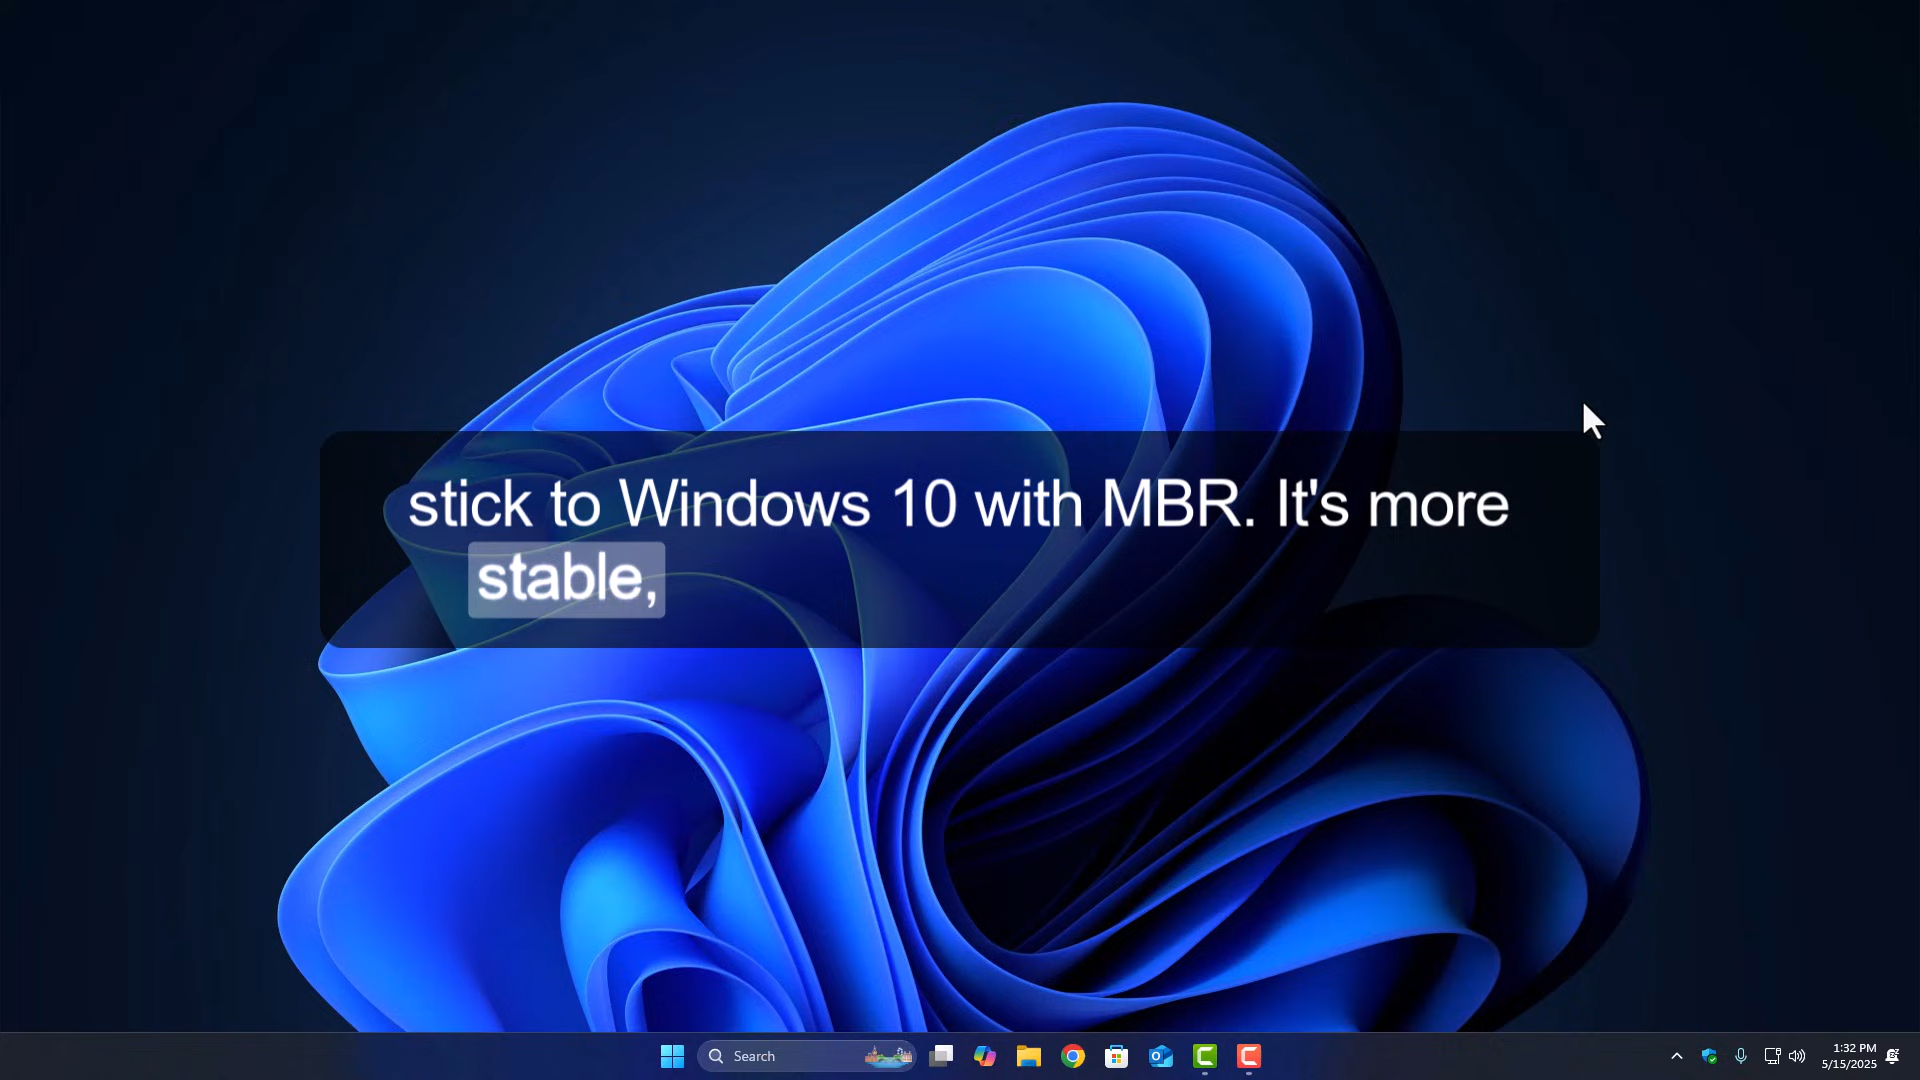 stick to Windows 10 with MBR. It's more
stable,
Search
1:32 PM
5/15/2025